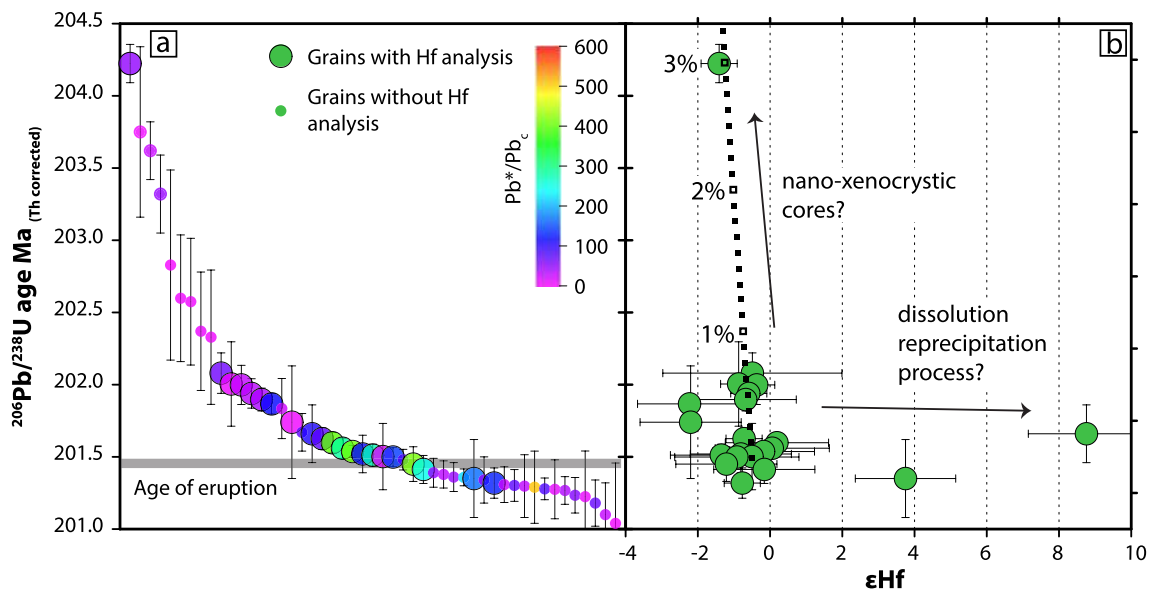 204.5
204.0
203.5
203.0
202.5
202.0
201.5
201.0
206Pb/238U age Ma (Th corrected)
a
Grains with Hf analysis
Grains without Hf
analysis
Pb*/Pbc
600
500
400
300
200
100
0
Age of eruption
b
3%
2%
1%
nano-xenocrystic
cores?
dissolution
reprecipitation
process?
-4
-2
0
2
4
6
8
10
εHf